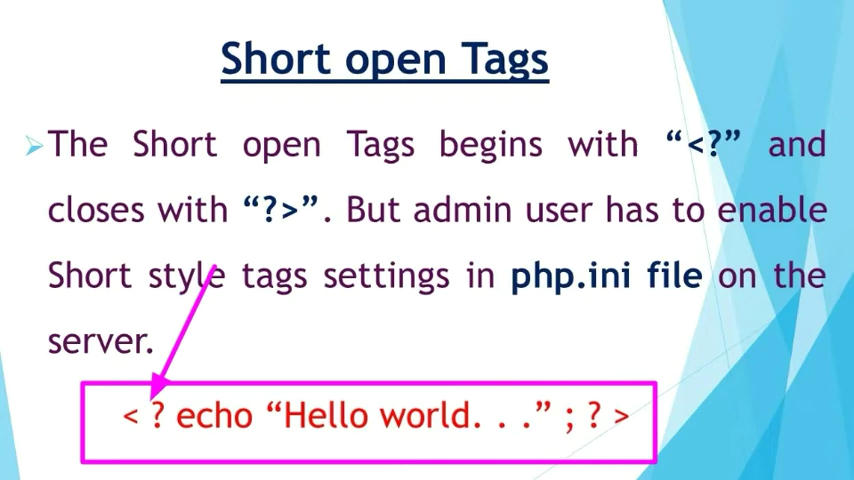 Short open Tags
The Short open Tags begins with “<?” and
closes with “?>”. But admin user has to enable
Short style tags settings in php.ini file on the
server.
< ? echo “Hello world. . .” ; ? >